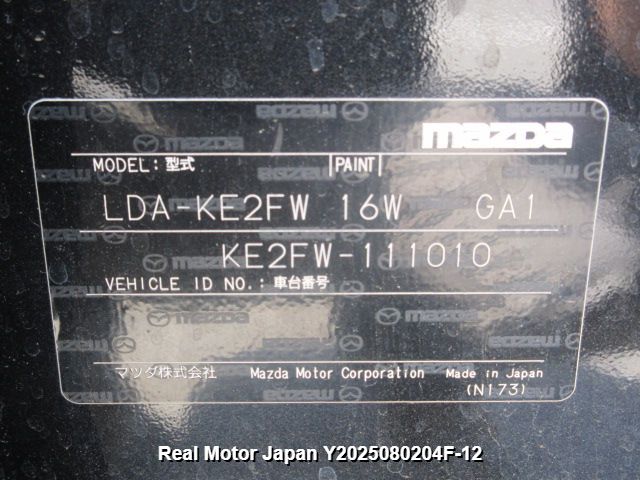 mazda
MODEL: 型式 PAINT
LDA-KE2FW 16W GA1
KE2FW-111010
VEHICLE ID NO.: 車台番号
マツダ株式会社 Mazda Motor Corporation Made in Japan
(N173)
Real Motor Japan Y2025080204F-12